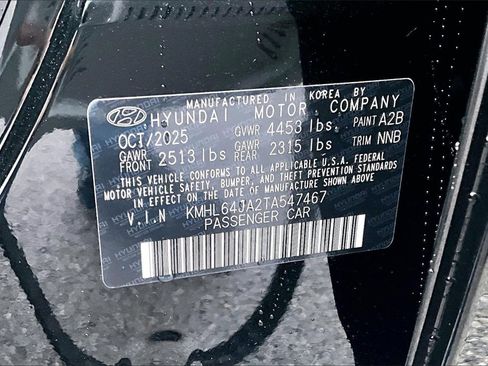 MANUFACTURED IN KOREA BY
HYUNDAI MOTOR COMPANY
OCT/2025 GVWR 4453 lbs. PAINT A2B
GAWR FRONT 2513 lbs GAWR REAR 2315 lbs TRIM NNB
THIS VEHICLE CONFORMS TO ALL APPLICABLE U.S.A. FEDERAL
MOTOR VEHICLE SAFETY, BUMPER, AND THEFT PREVENTION STANDARDS
IN EFFECT ON THE DATE OF MANUFACTURE SHOWN ABOVE.
V.I.N KMHL64JA2TA547467
PASSENGER CAR